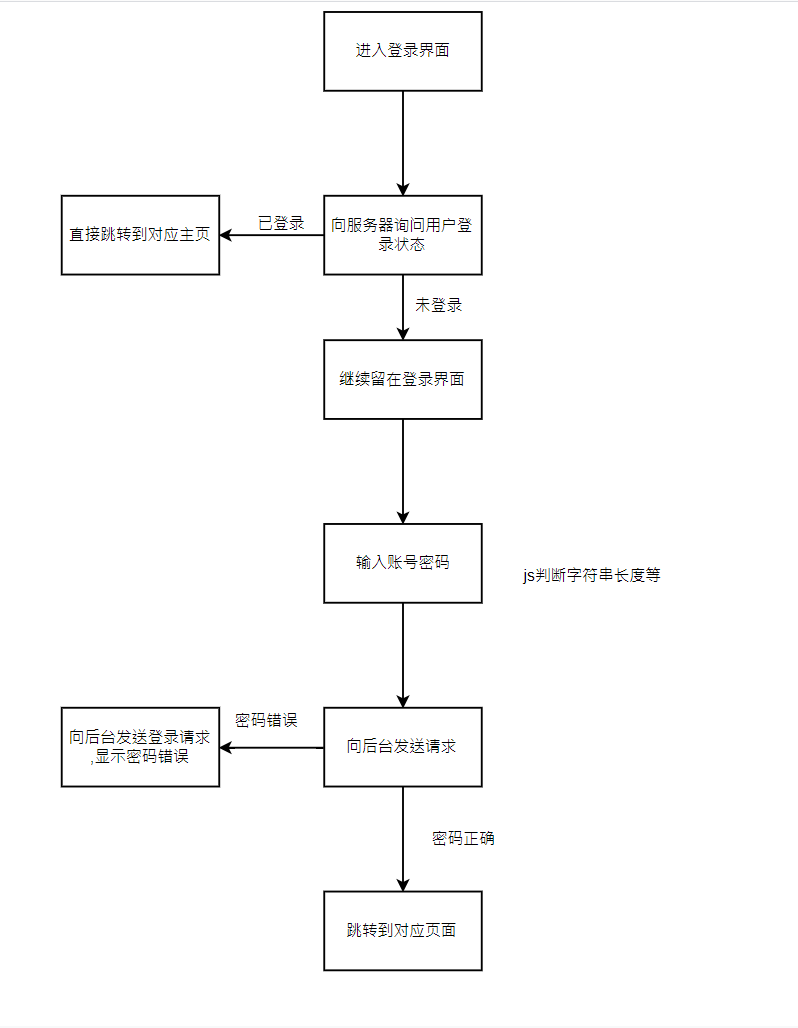 进入登录界面
已登录
直接跳转到对应主页
向服务器询问用户登
录状态
未登录
继续留在登录界面
输入账号密码
js判断字符串长度等
密码错误
向后台发送登录请求
,显示密码错误
向后台发送请求
密码正确
跳转到对应页面